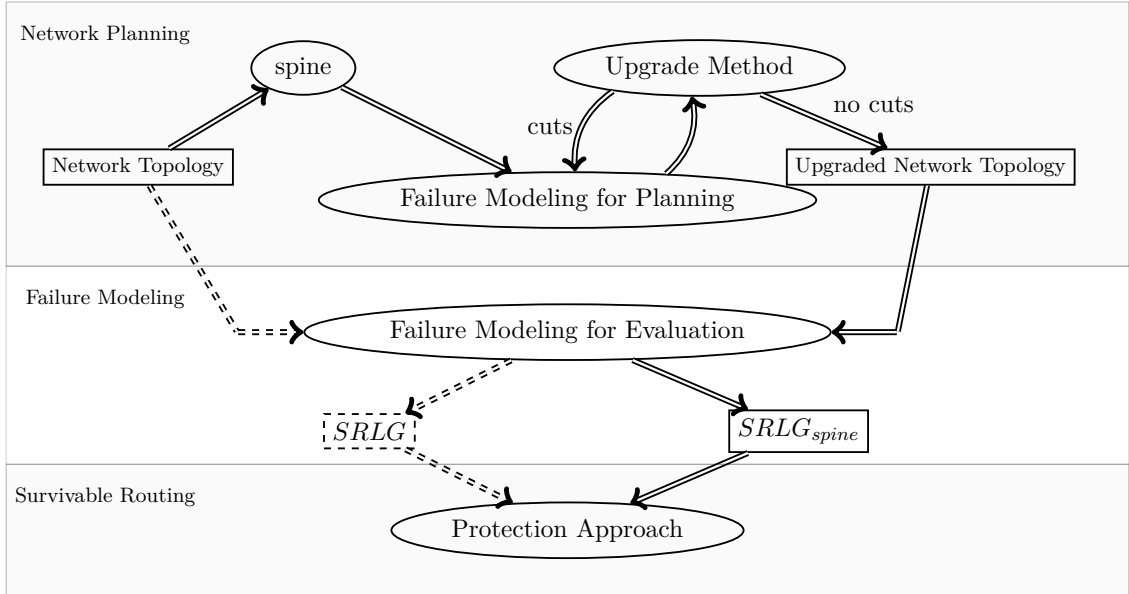 Network Planning
spine
Upgrade Method
cuts
no cuts
Network Topology
Upgraded Network Topology
Failure Modeling for Planning
Failure Modeling
Failure Modeling for Evaluation
SRLG
SRLG_spine
Survivable Routing
Protection Approach